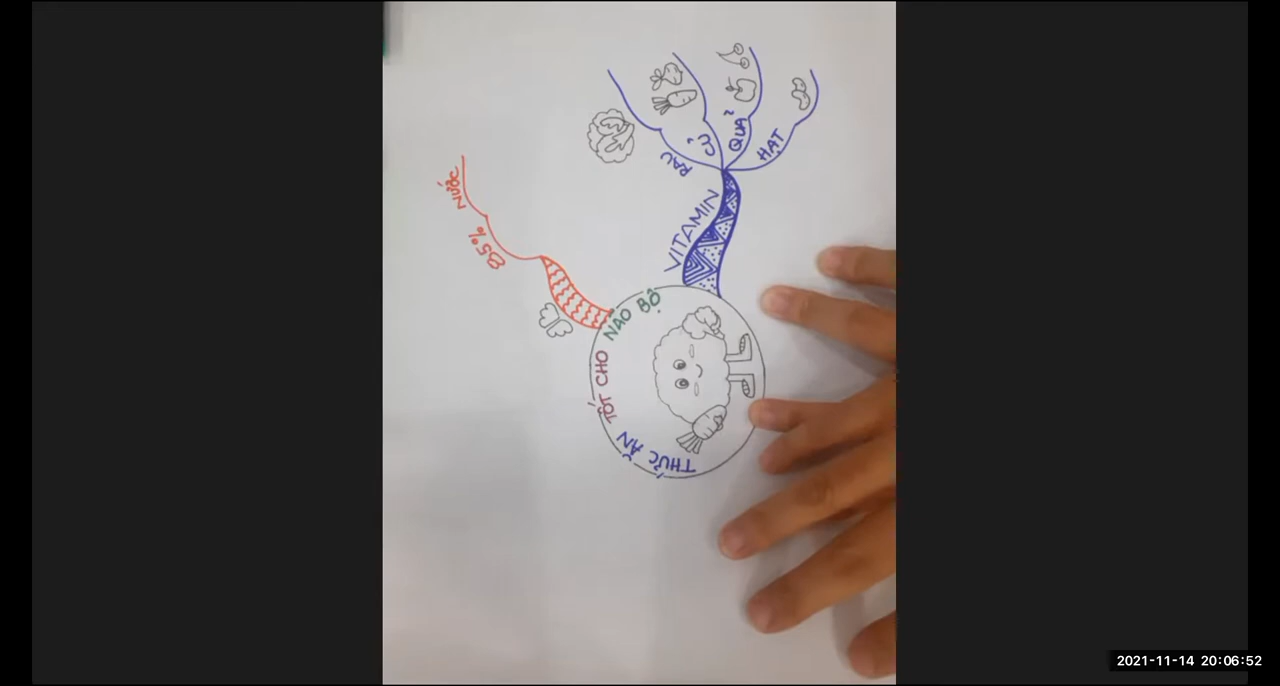 THỨC ĂN TỐT CHO NÃO BỘ
85% NƯỚC
VITAMIN
RAU
CỦ
QUẢ
HẠT
2021-11-14 20:06:52